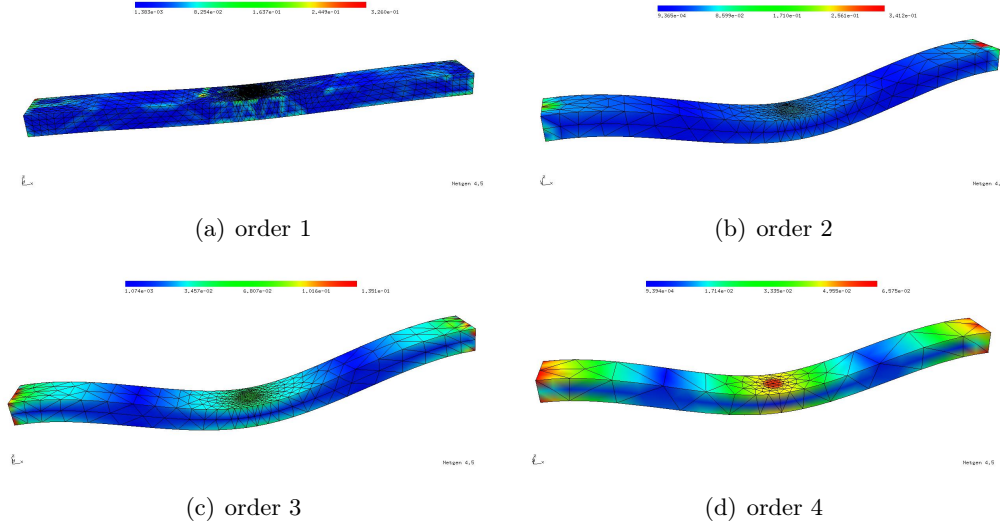 1.383e-03 8.254e-02 1.637e-01 2.449e-01 3.260e-01
9.365e-04 8.599e-02 1.710e-01 2.561e-01 3.412e-01
Netgen 4.5
Netgen 4.
(a) order 1
(b) order 2
1.074e-03 3.457e-02 6.807e-02 1.016e-01 1.351e-01
9.394e-04 1.714e-02 3.335e-02 4.955e-02 6.575e-02
Netgen 4.5
Netgen 4.5
(c) order 3
(d) order 4